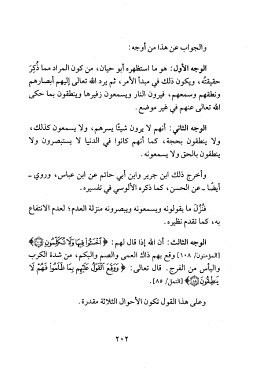 والجواب عن هذا من أوجه:
الوجه الأول: هو ما استظهره أبو حيان، من كون المراد مما ذُكِرَ
حقيقتُه، ويكون ذلك في مبدأ الأمر، ثم يرد الله تعالى إليهم أبصارهم
ونطقهم وسمعهم، فيرون النار ويسمعون زفيرها وينطقون بما حكى
الله تعالى عنهم في غير موضع.
الوجه الثاني: أنهم لا يرون شيئًا يسرهم، ولا يسمعون كذلك،
ولا ينطقون بحجة، كما أنهم كانوا في الدنيا لا يستبصرون ولا
ينطقون بالحق ولا يسمعونه.
وأخرج ذلك ابن جرير وابن أبي حاتم عن ابن عباس، وروي ـ
أيضًا ـ عن الحسن، كما ذكره الألوسي في تفسيره.
فنُزِّل ما يقولونه ويسمعونه ويبصرونه منزلة العدم؛ لعدم الانتفاع
به، كما تقدم نظيره.
الوجه الثالث: أن الله إذا قال لهم: ﴿ ٱخْسَـُٔوا۟ فِيهَا وَلَا تُكَلِّمُونِ ﴾
[المؤمنون/ ١٠٨] وقع بهم ذاك العمى والصم والبكم، من شدة الكرب
واليأس من الفرج. قال تعالى: ﴿ وَوَقَعَ ٱلْقَوْلُ عَلَيْهِم بِمَا ظَلَمُوا۟ فَهُمْ لَا
يَنطِقُونَ ﴾ [النمل/ ٨٥].
وعلى هذا القول تكون الأحوال الثلاثة مقدرة.
٢٠٢